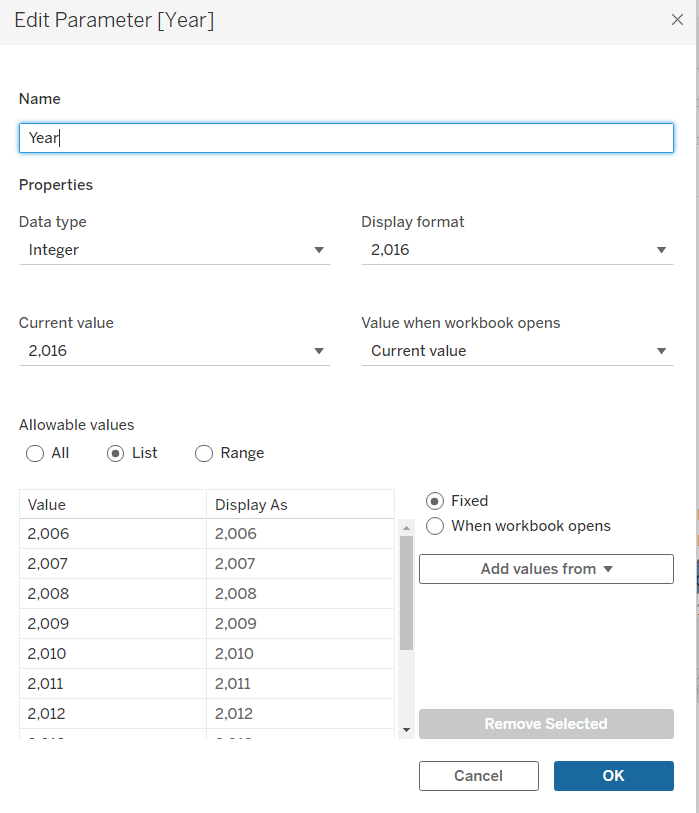 Edit Parameter [Year]
Name
Year
Properties
Data type Display format
Integer 2,016
Current value Value when workbook opens
2,016 Current value
Allowable values
All List Range
Value Display As
2,006 2,006
2,007 2,007
2,008 2,008
2,009 2,009
2,010 2,010
2,011 2,011
2,012 2,012
Fixed
When workbook opens
Add values from
Remove Selected
Cancel OK